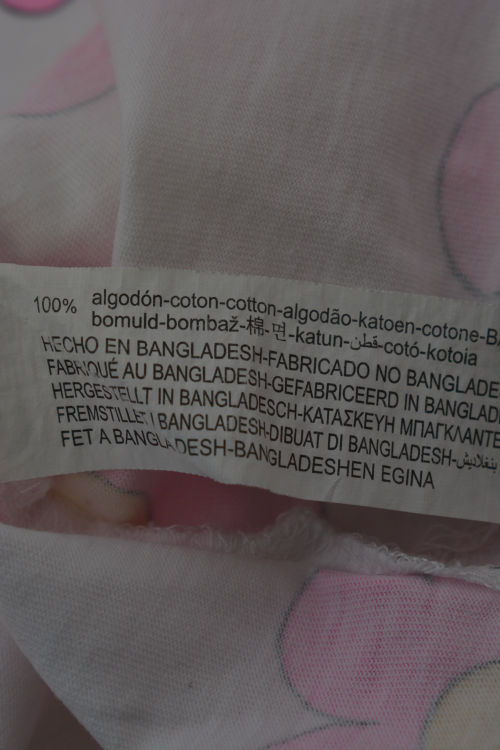 100% algodón-coton-cotton-algodão-katoen-cotone-
bomuld-bombaž-棉-면-katun-قطن-cotó-kotoia
HECHO EN BANGLADESH-FABRICADO NO BANGLADE
FABRIQUÉ AU BANGLADESH-GEFABRICEERD IN BANGLAD
HERGESTELLT IN BANGLADESCH-ΚΑΤΑΣΚΕΥΗ ΜΠΑΓΚΛΑΝΤΕ
FREMSTILLET I BANGLADESH-DIBUAT DI BANGLADESH-بنغلاديش
FET A BANGLADESH-BANGLADESHEN EGINA